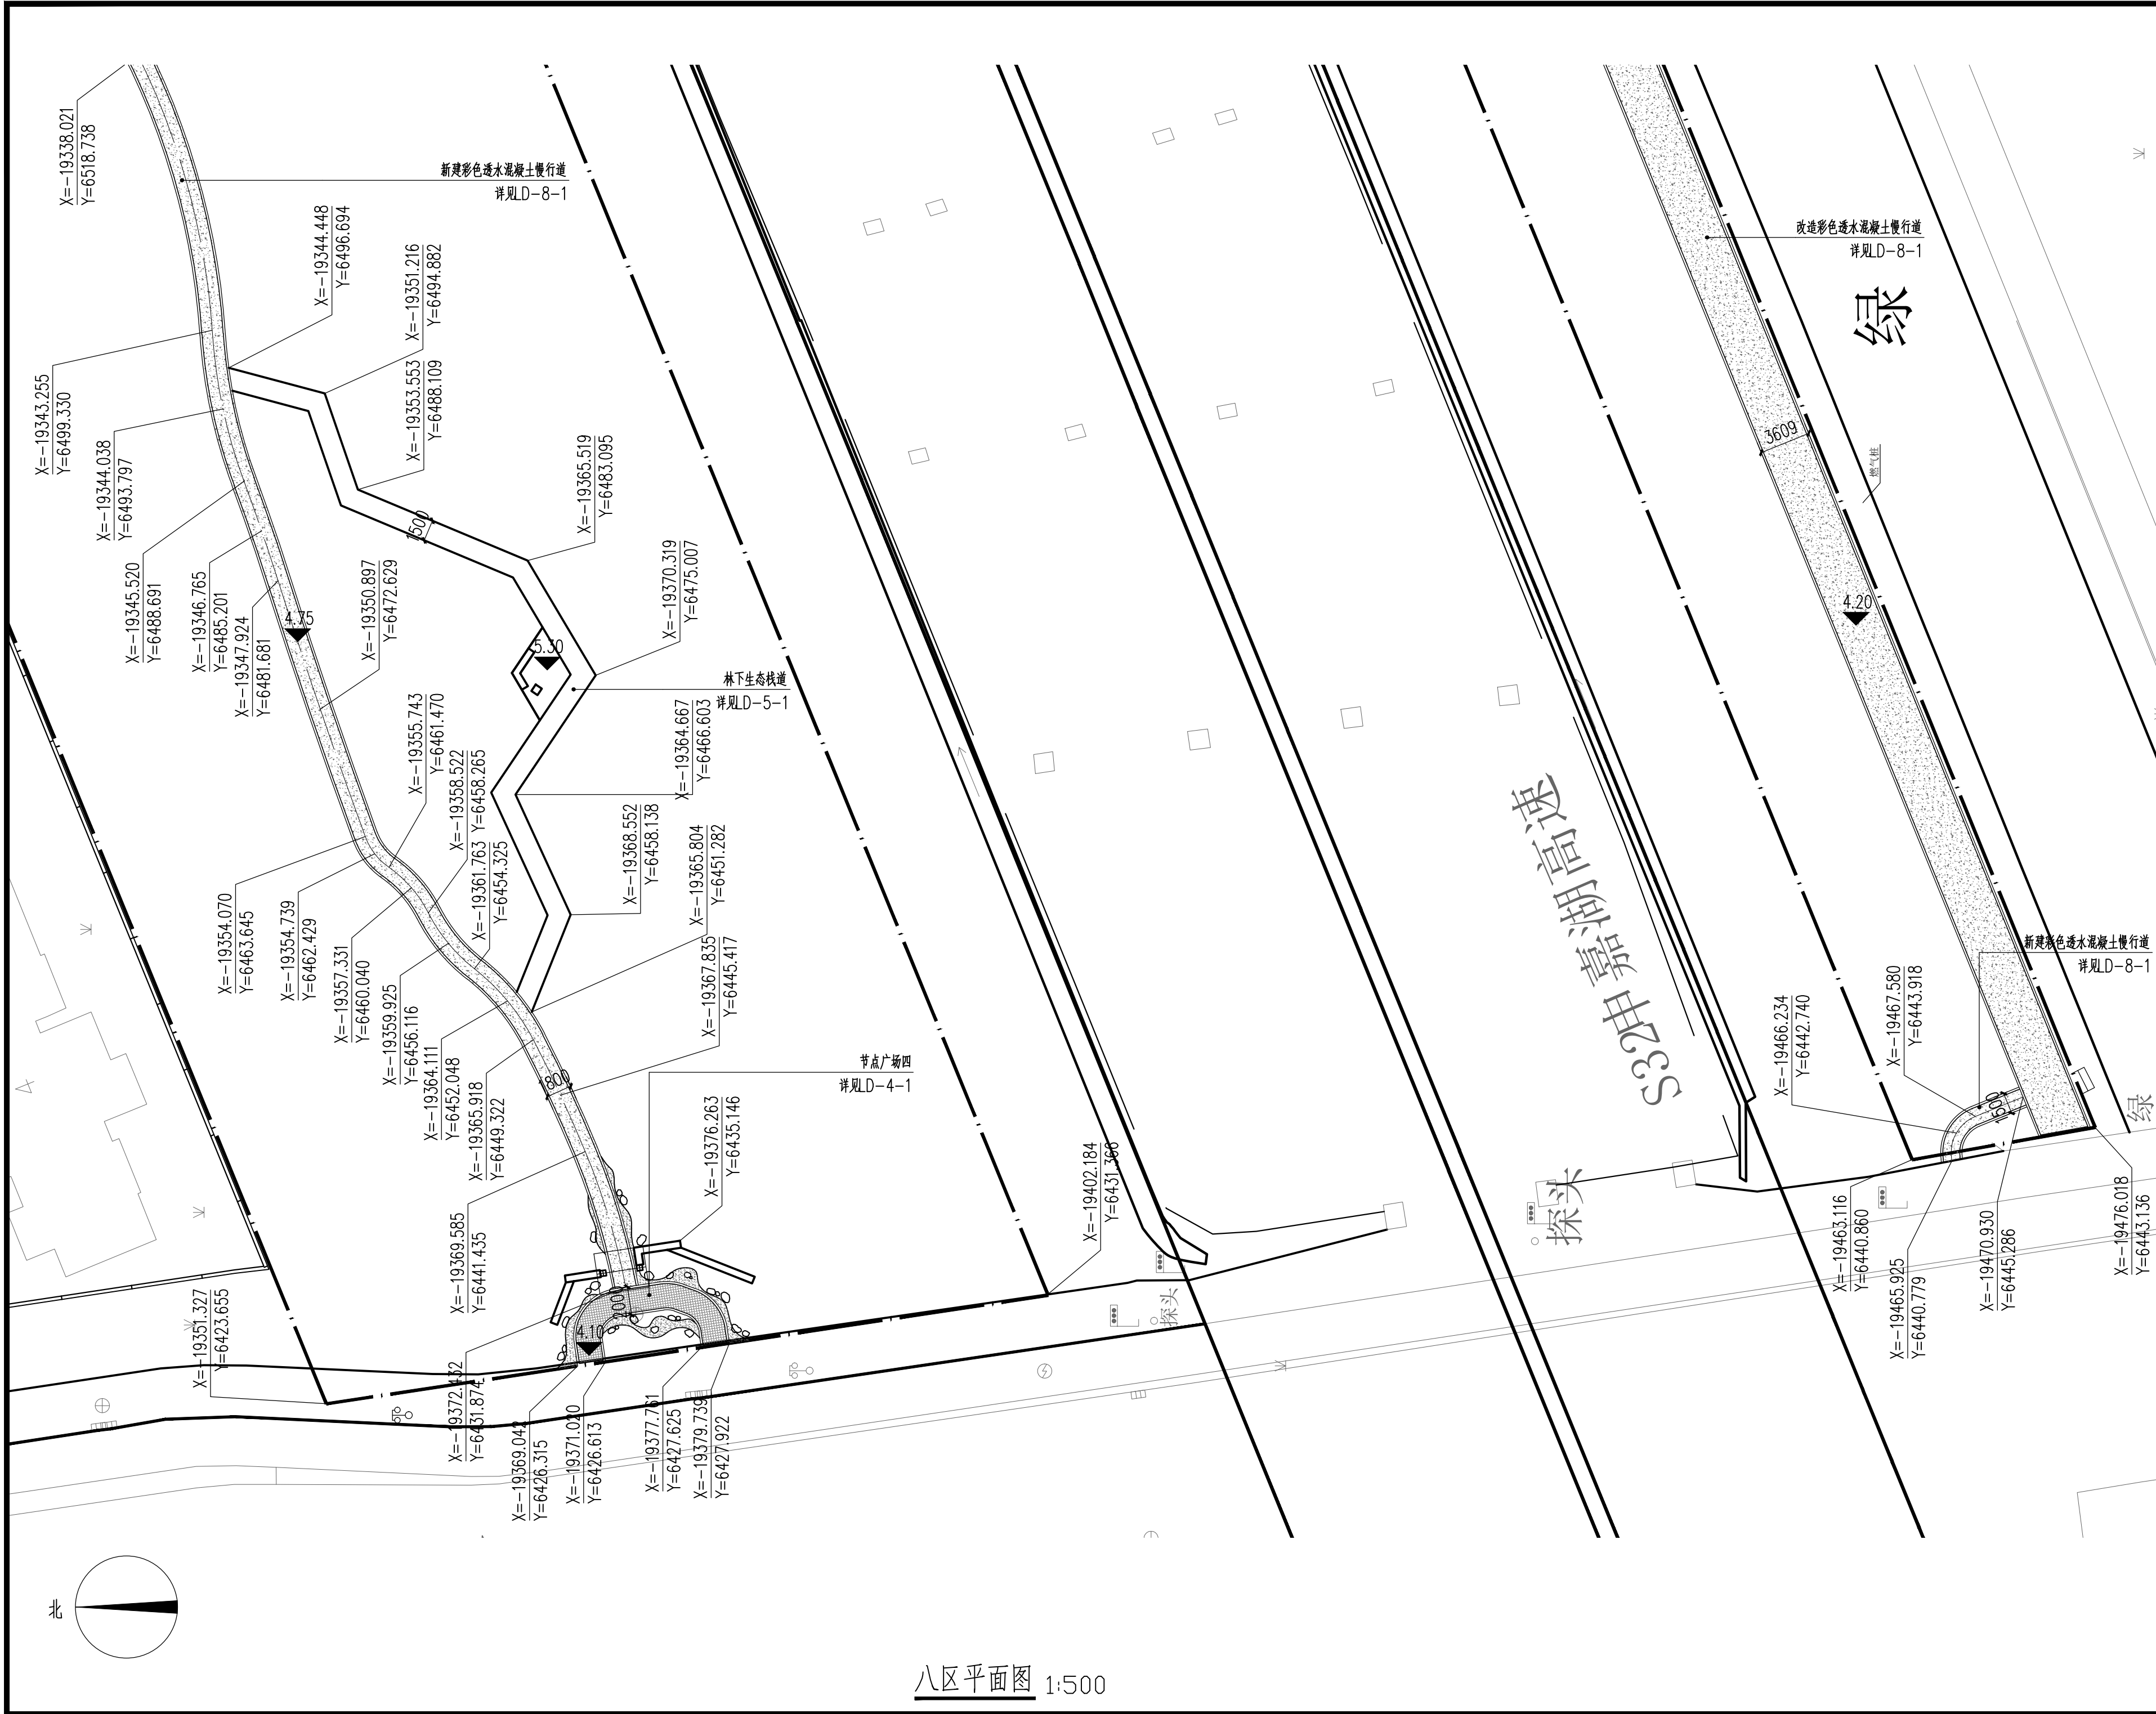 X=-19338.021
Y=6518.738
新建彩色透水混凝土慢行道
详见LD-8-1
X=-19344.448
Y=6496.694
X=-19351.216
Y=6494.882
X=-19343.255
Y=6499.330
X=-19353.553
Y=6488.109
X=-19344.038
Y=6493.797
X=-19365.519
Y=6483.095
1500
X=-19345.520
Y=6488.691
X=-19346.765
Y=6485.201
X=-19347.924
Y=6481.681
4.75
X=-19350.897
Y=6472.629
X=-19370.319
Y=6475.007
5.30
林下生态栈道
详见LD-5-1
X=-19355.743
Y=6461.470
X=-19358.522
Y=6458.265
X=-19361.763
Y=6454.325
X=-19364.667
Y=6466.603
X=-19368.552
Y=6458.138
X=-19365.804
Y=6451.282
X=-19354.070
Y=6463.645
X=-19354.739
Y=6462.429
X=-19357.331
Y=6460.040
X=-19359.925
Y=6456.116
X=-19364.111
Y=6452.048
X=-19365.918
Y=6449.322
1800
X=-19367.835
Y=6445.417
节点广场四
详见LD-4-1
X=-19376.263
Y=6435.146
X=-19369.585
Y=6441.435
2000
4.10
X=-19351.327
Y=6423.655
X=-19372.432
Y=6431.874
X=-19369.042
Y=6426.315
X=-19371.020
Y=6426.613
X=-19377.761
Y=6427.625
X=-19379.739
Y=6427.922
X=-19402.184
Y=6431.366
探头
探头
S32申嘉湖高速
改造彩色透水混凝土慢行道
详见LD-8-1
绿
3609
燃气桩
4.20
新建彩色透水混凝土慢行道
详见LD-8-1
X=-19466.234
Y=6442.740
X=-19467.580
Y=6443.918
1500
绿
X=-19463.116
Y=6440.860
X=-19465.925
Y=6440.779
X=-19470.930
Y=6445.286
X=-19476.018
Y=6443.136
北
八区平面图 1:500